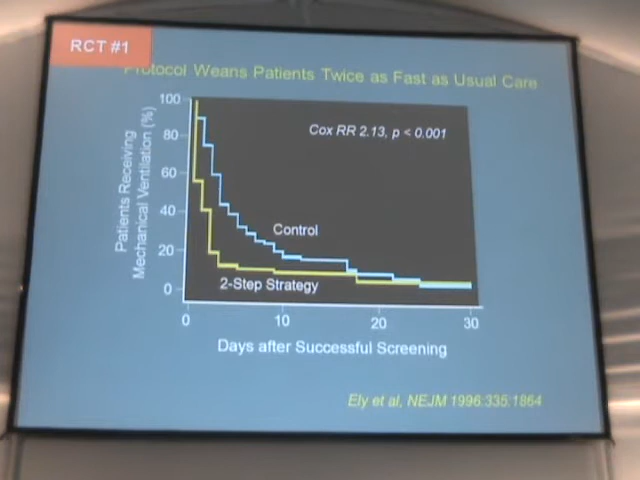 RCT #1
Protocol Weans Patients Twice as Fast as Usual Care
Patients Receiving
Mechanical Ventilation (%)
100
80
60
40
20
0
Cox RR 2.13, p < 0.001
Control
2-Step Strategy
0 10 20 30
Days after Successful Screening
Ely et al, NEJM 1996:335:1864